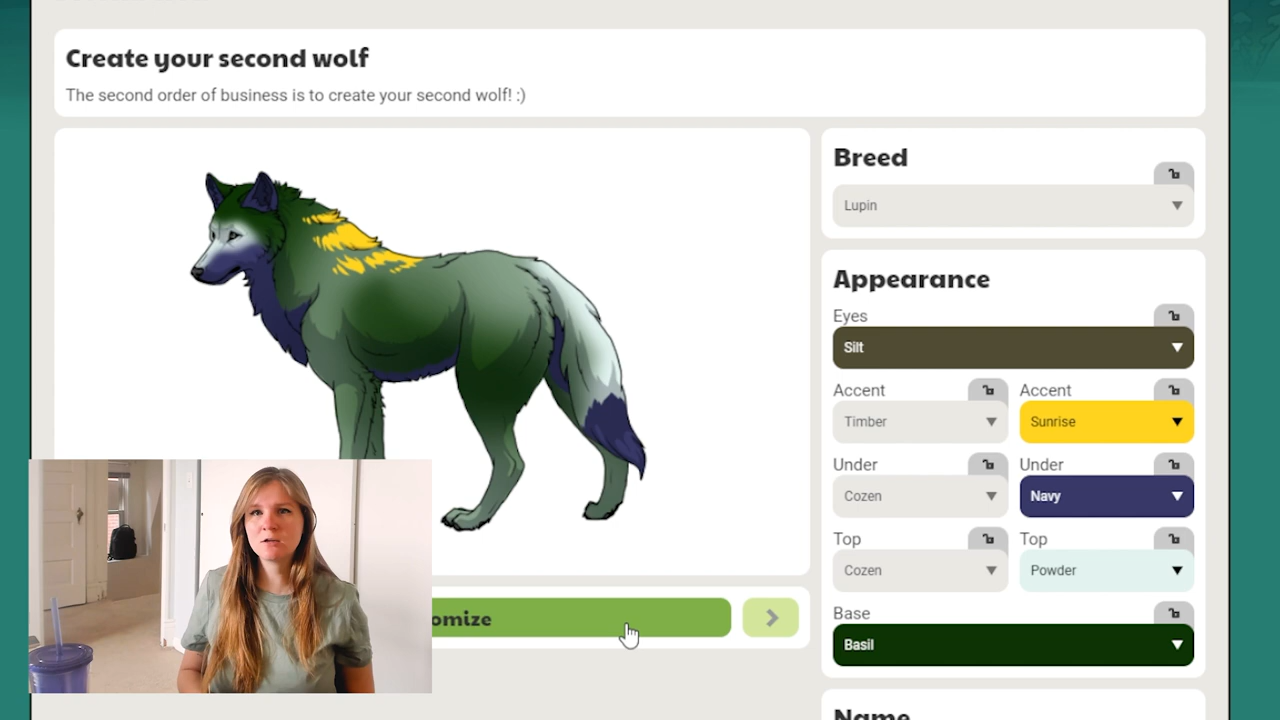 Create your second wolf
The second order of business is to create your second wolf! :)
Breed
Lupin
Appearance
Eyes
Silt
Accent Accent
Timber Sunrise
Under Under
Cozen Navy
Top Top
Cozen Powder
Base
Basil
omize
Name